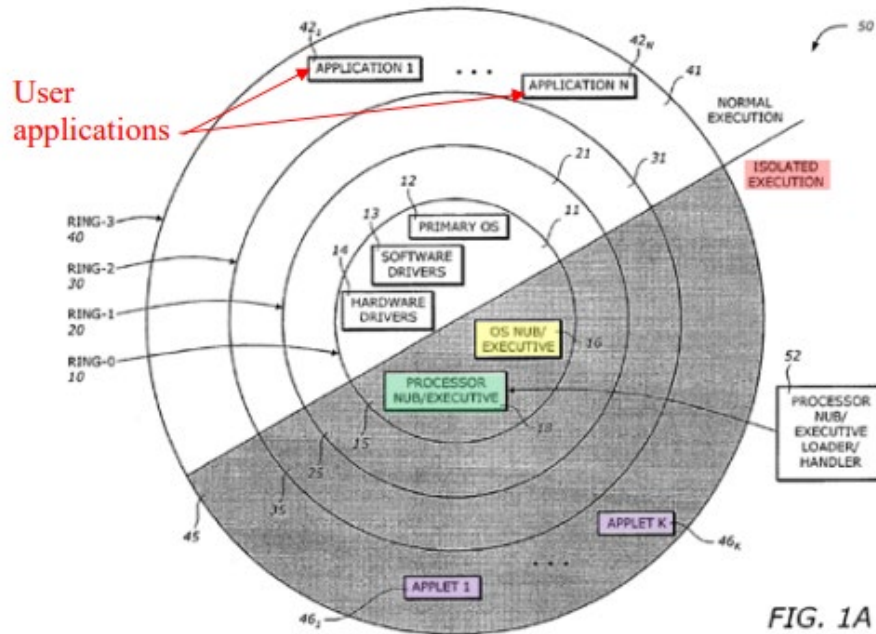 42₁
APPLICATION 1
. . .
42ₙ
APPLICATION N
41
50
User
applications
NORMAL EXECUTION
ISOLATED
EXECUTION
21
31
12
11
PRIMARY OS
13
SOFTWARE
DRIVERS
14
HARDWARE
DRIVERS
RING-3
40
RING-2
30
RING-1
20
RING-0
10
OS NUB/
EXECUTIVE
16
PROCESSOR
NUB/EXECUTIVE
18
15
25
35
45
52
PROCESSOR
NUB/
EXECUTIVE
LOADER/
HANDLER
APPLET K
46ₖ
. . .
APPLET 1
46₁
FIG. 1A